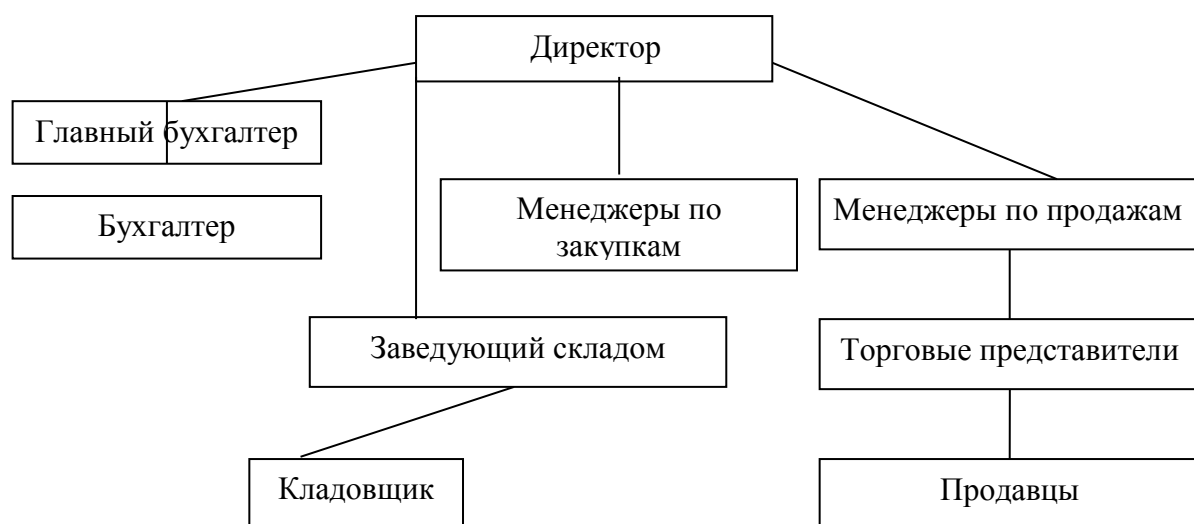 Директор
Главный бухгалтер
Бухгалтер
Менеджеры по
закупкам
Менеджеры по продажам
Заведующий складом
Торговые представители
Кладовщик
Продавцы